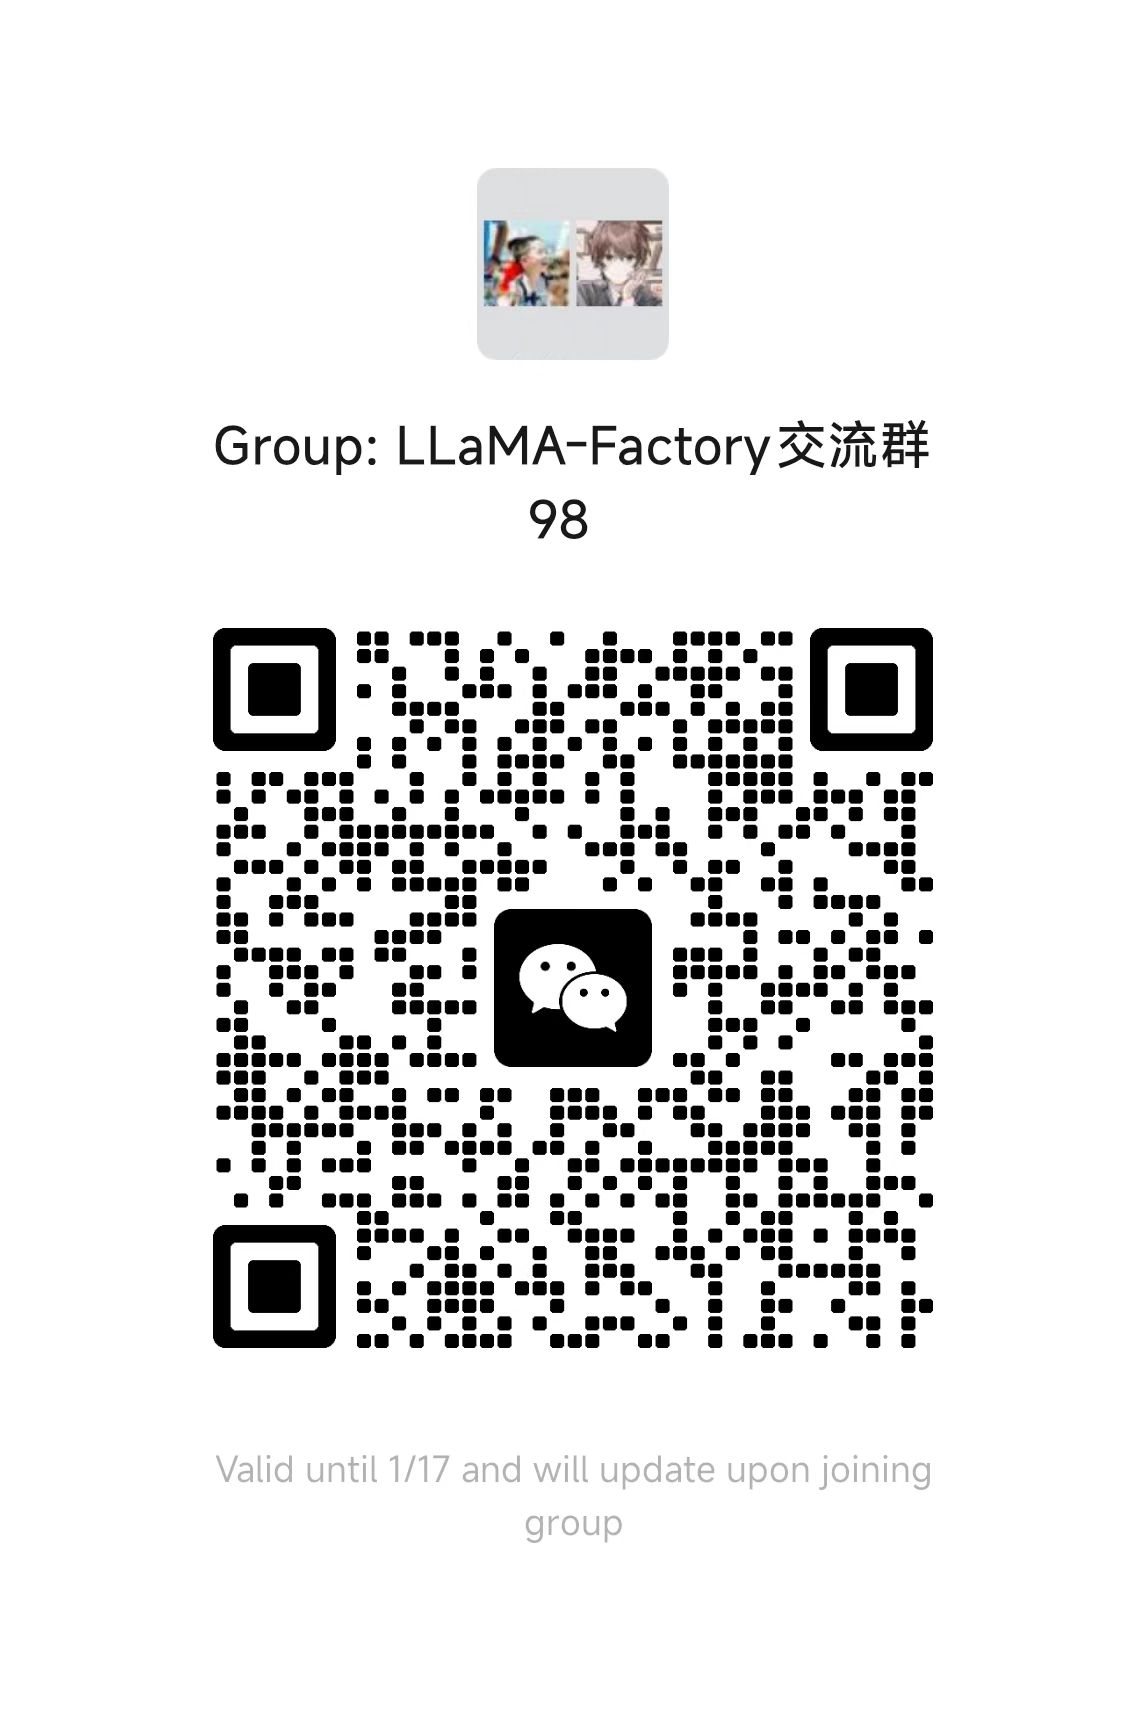 Group: LLaMA-Factory交流群
98
Valid until 1/17 and will update upon joining
group